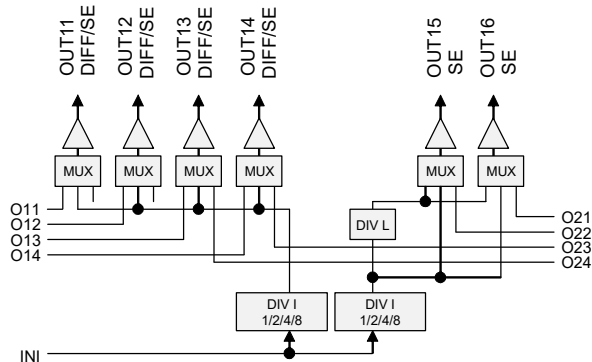 OUT11
DIFF/SE
OUT12
DIFF/SE
OUT13
DIFF/SE
OUT14
DIFF/SE
OUT15
SE
OUT16
SE
MUX
MUX
MUX
MUX
MUX
MUX
O11
O12
O13
O14
DIV L
O21
O22
O23
O24
DIV I
1/2/4/8
DIV I
1/2/4/8
INI